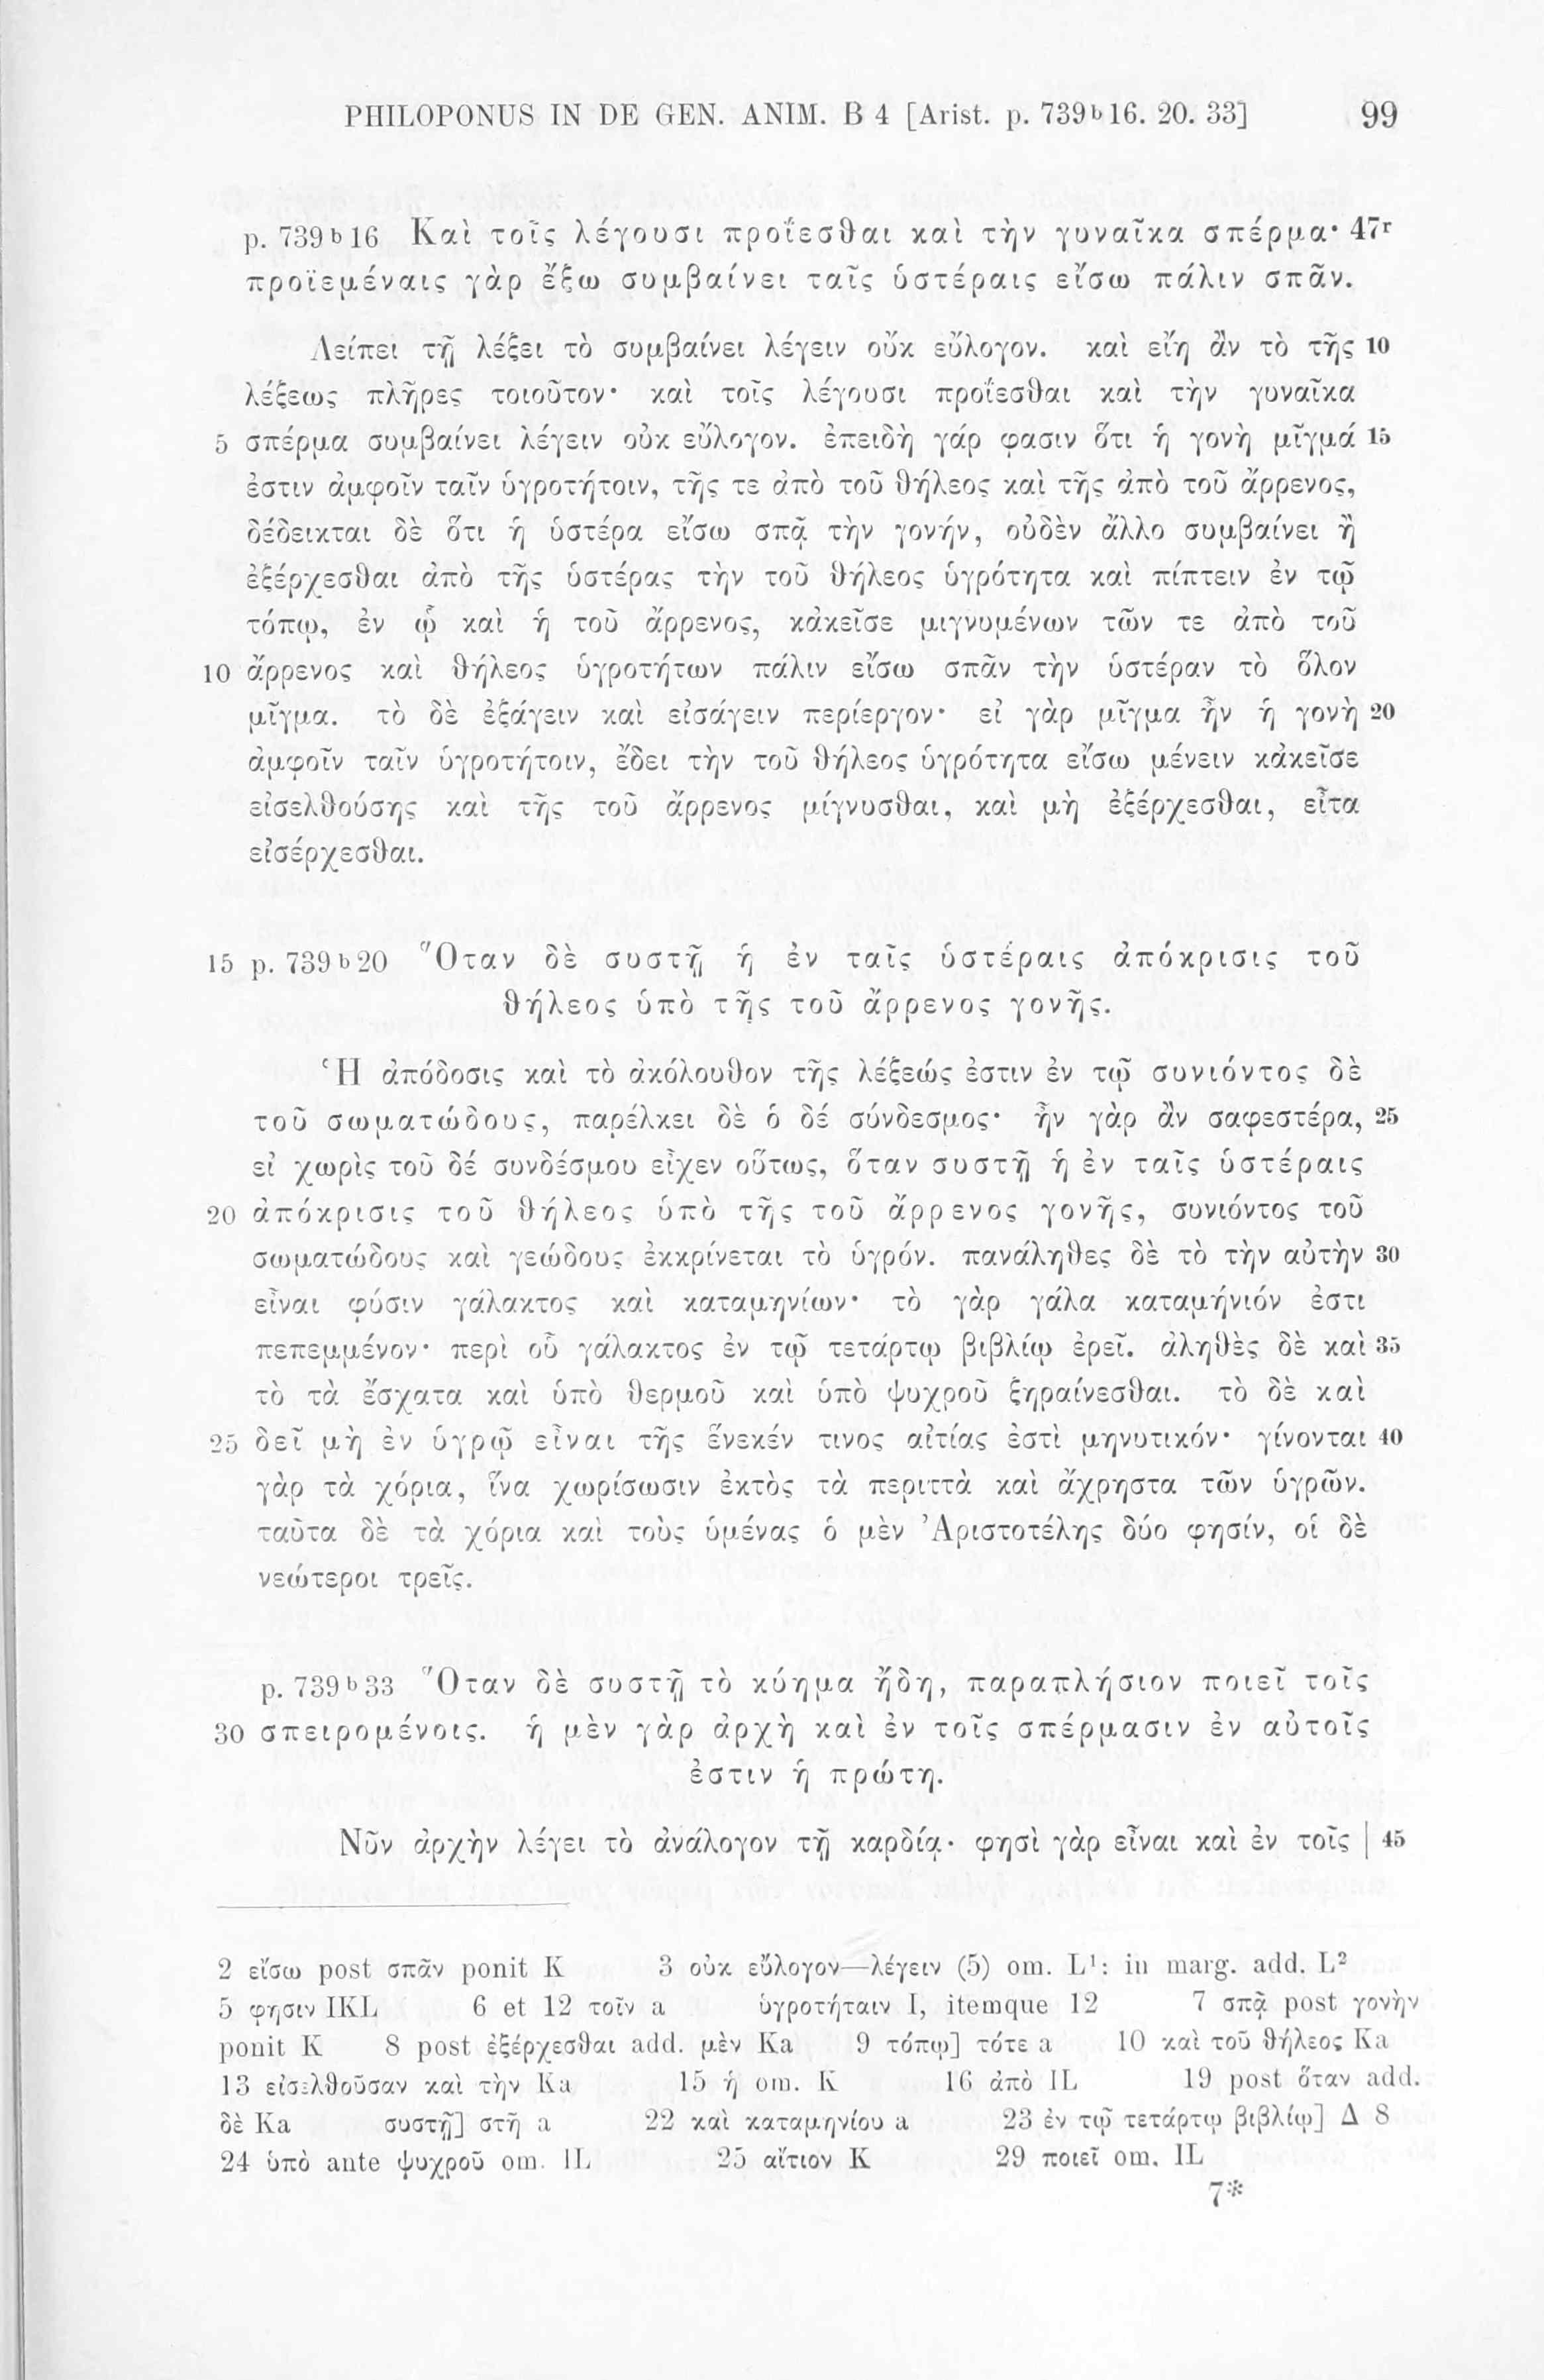 PHILOPONUS IN DE GEN. ANIM. B 4 [Arist. p. 739b16. 20. 33] 99
p. 739b16 Καὶ τοῖς λέγουσι προΐεσθαι καὶ τὴν γυναῖκα σπέρμα· 47r
προϊεμέναις γὰρ ἔξω συμβαίνει ταῖς ὑστέραις εἴσω πάλιν σπᾶν.
Λείπει τῇ λέξει τὸ συμβαίνει λέγειν οὔκ εὔλογον. καὶ εἴη ἂν τὸ τῆς 10
λέξεως πλῆρες τοιοῦτον· καὶ τοῖς λέγουσι προΐεσθαι καὶ τὴν γυναῖκα
5 σπέρμα συμβαίνει λέγειν οὐκ εὔλογον. ἐπειδὴ γάρ φασιν ὅτι ἡ γονὴ μῖγμά 15
ἐστιν ἀμφοῖν ταῖν ὑγροτήτοιν, τῆς τε ἀπὸ τοῦ θήλεος καὶ τῆς ἀπὸ τοῦ ἄρρενος,
δέδεικται δὲ ὅτι ἡ ὑστέρα εἴσω σπᾷ τὴν γονήν, οὐδὲν ἄλλο συμβαίνει ἢ
ἐξέρχεσθαι ἀπὸ τῆς ὑστέρας τὴν τοῦ θήλεος ὑγρότητα καὶ πίπτειν ἐν τῷ
τόπῳ, ἐν ᾧ καὶ ἡ τοῦ ἄρρενος, κἀκεῖσε μιγνυμένων τῶν τε ἀπὸ τοῦ
10 ἄρρενος καὶ θήλεος ὑγροτήτων πάλιν εἴσω σπᾶν τὴν ὑστέραν τὸ ὅλον
μῖγμα. τὸ δὲ ἐξάγειν καὶ εἰσάγειν περίεργον· εἰ γὰρ μῖγμα ἦν ἡ γονὴ 20
ἀμφοῖν ταῖν ὑγροτήτοιν, ἔδει τὴν τοῦ θήλεος ὑγρότητα εἴσω μένειν κἀκεῖσε
εἰσελθούσης καὶ τῆς τοῦ ἄρρενος μίγνυσθαι, καὶ μὴ ἐξέρχεσθαι, εἶτα
εἰσέρχεσθαι.
15 p. 739b20 Ὅταν δὲ συστῇ ἡ ἐν ταῖς ὑστέραις ἀπόκρισις τοῦ
θήλεος ὑπὸ τῆς τοῦ ἄρρενος γονῆς.
Ἡ ἀπόδοσις καὶ τὸ ἀκόλουθον τῆς λέξεώς ἐστιν ἐν τῷ συνιόντος δὲ
τοῦ σωματώδους, παρέλκει δὲ ὁ δέ σύνδεσμος· ἦν γὰρ ἂν σαφεστέρα, 25
εἰ χωρὶς τοῦ δέ συνδέσμου εἶχεν οὕτως, ὅταν συστῇ ἡ ἐν ταῖς ὑστέραις
20 ἀπόκρισις τοῦ θήλεος ὑπὸ τῆς τοῦ ἄρρενος γονῆς, συνιόντος τοῦ
σωματώδους καὶ γεώδους ἐκκρίνεται τὸ ὑγρόν. πανάληθες δὲ τὸ τὴν αὐτὴν 30
εἶναι φύσιν γάλακτος καὶ καταμηνίων· τὸ γὰρ γάλα καταμήνιόν ἐστι
πεπεμμένον· περὶ οὗ γάλακτος ἐν τῷ τετάρτῳ βιβλίῳ ἐρεῖ. ἀληθὲς δὲ καὶ 35
τὸ τὰ ἔσχατα καὶ ὑπὸ θερμοῦ καὶ ὑπὸ ψυχροῦ ξηραίνεσθαι. τὸ δὲ καὶ
25 δεῖ μὴ ἐν ὑγρῷ εἶναι τῆς ἕνεκέν τινος αἰτίας ἐστὶ μηνυτικόν· γίνονται 40
γὰρ τὰ χόρια, ἵνα χωρίσωσιν ἐκτὸς τὰ περιττὰ καὶ ἄχρηστα τῶν ὑγρῶν.
ταῦτα δὲ τὰ χόρια καὶ τοὺς ὑμένας ὁ μὲν Ἀριστοτέλης δύο φησίν, οἱ δὲ
νεώτεροι τρεῖς.
p. 739b33 Ὅταν δὲ συστῇ τὸ κύημα ἤδη, παραπλήσιον ποιεῖ τοῖς
30 σπειρομένοις. ἡ μὲν γὰρ ἀρχὴ καὶ ἐν τοῖς σπέρμασιν ἐν αὐτοῖς
ἐστιν ἡ πρώτη.
Νῦν ἀρχὴν λέγει τὸ ἀνάλογον τῇ καρδίᾳ· φησὶ γὰρ εἶναι καὶ ἐν τοῖς | 45
2 εἴσω post σπᾶν ponit K 3 οὐκ εὔλογον—λέγειν (5) om. L¹: in marg. add. L²
5 φησιν IKL 6 et 12 τοῖν a ὑγροτήταιν I, itemque 12 7 σπᾷ post γονὴν
ponit K 8 post ἐξέρχεσθαι add. μὲν Ka 9 τόπῳ] τότε a 10 καὶ τοῦ θήλεος Ka
13 εἰσελθοῦσαν καὶ τὴν Ka 15 ἡ om. K 16 ἀπὸ IL 19 post ὅταν add.
δὲ Ka συστῇ] στῇ a 22 καὶ καταμηνίου a 23 ἐν τῷ τετάρτῳ βιβλίῳ] Δ S
24 ὑπὸ ante ψυχροῦ om. IL 25 αἴτιον K 29 ποιεῖ om. IL
7*